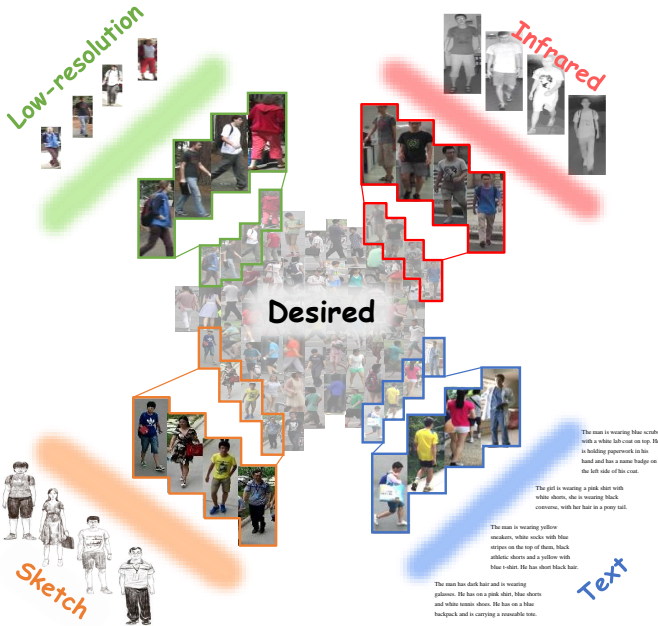 Low-resolution
Infrared
Desired
The man is wearing blue scrubs
with a white lab coat on top. He
is holding paperwork in his
hand and has a name badge on
the left side of his coat.
The girl is wearing a pink shirt with
white shorts, she is wearing black
converse, with her hair in a pony tail.
The man is wearing yellow
sneakers, white socks with blue
stripes on the top of them, black
athletic shorts and a yellow with
blue t-shirt. He has short black hair.
The man has dark hair and is wearing
galasses. He has on a pink shirt, blue shorts
and white tennis shoes. He has on a blue
backpack and is carrying a reuseable tote.
Sketch
Text